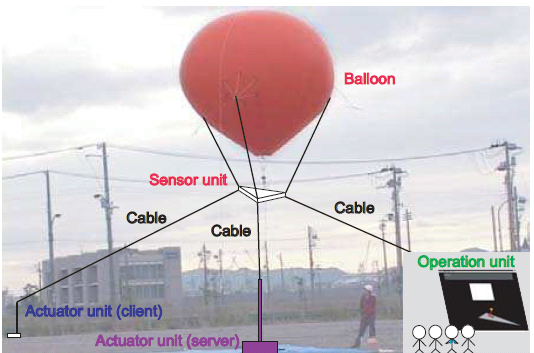 Balloon
Sensor unit
Cable
Cable
Cable
Operation unit
Actuator unit (client)
Actuator unit (server)